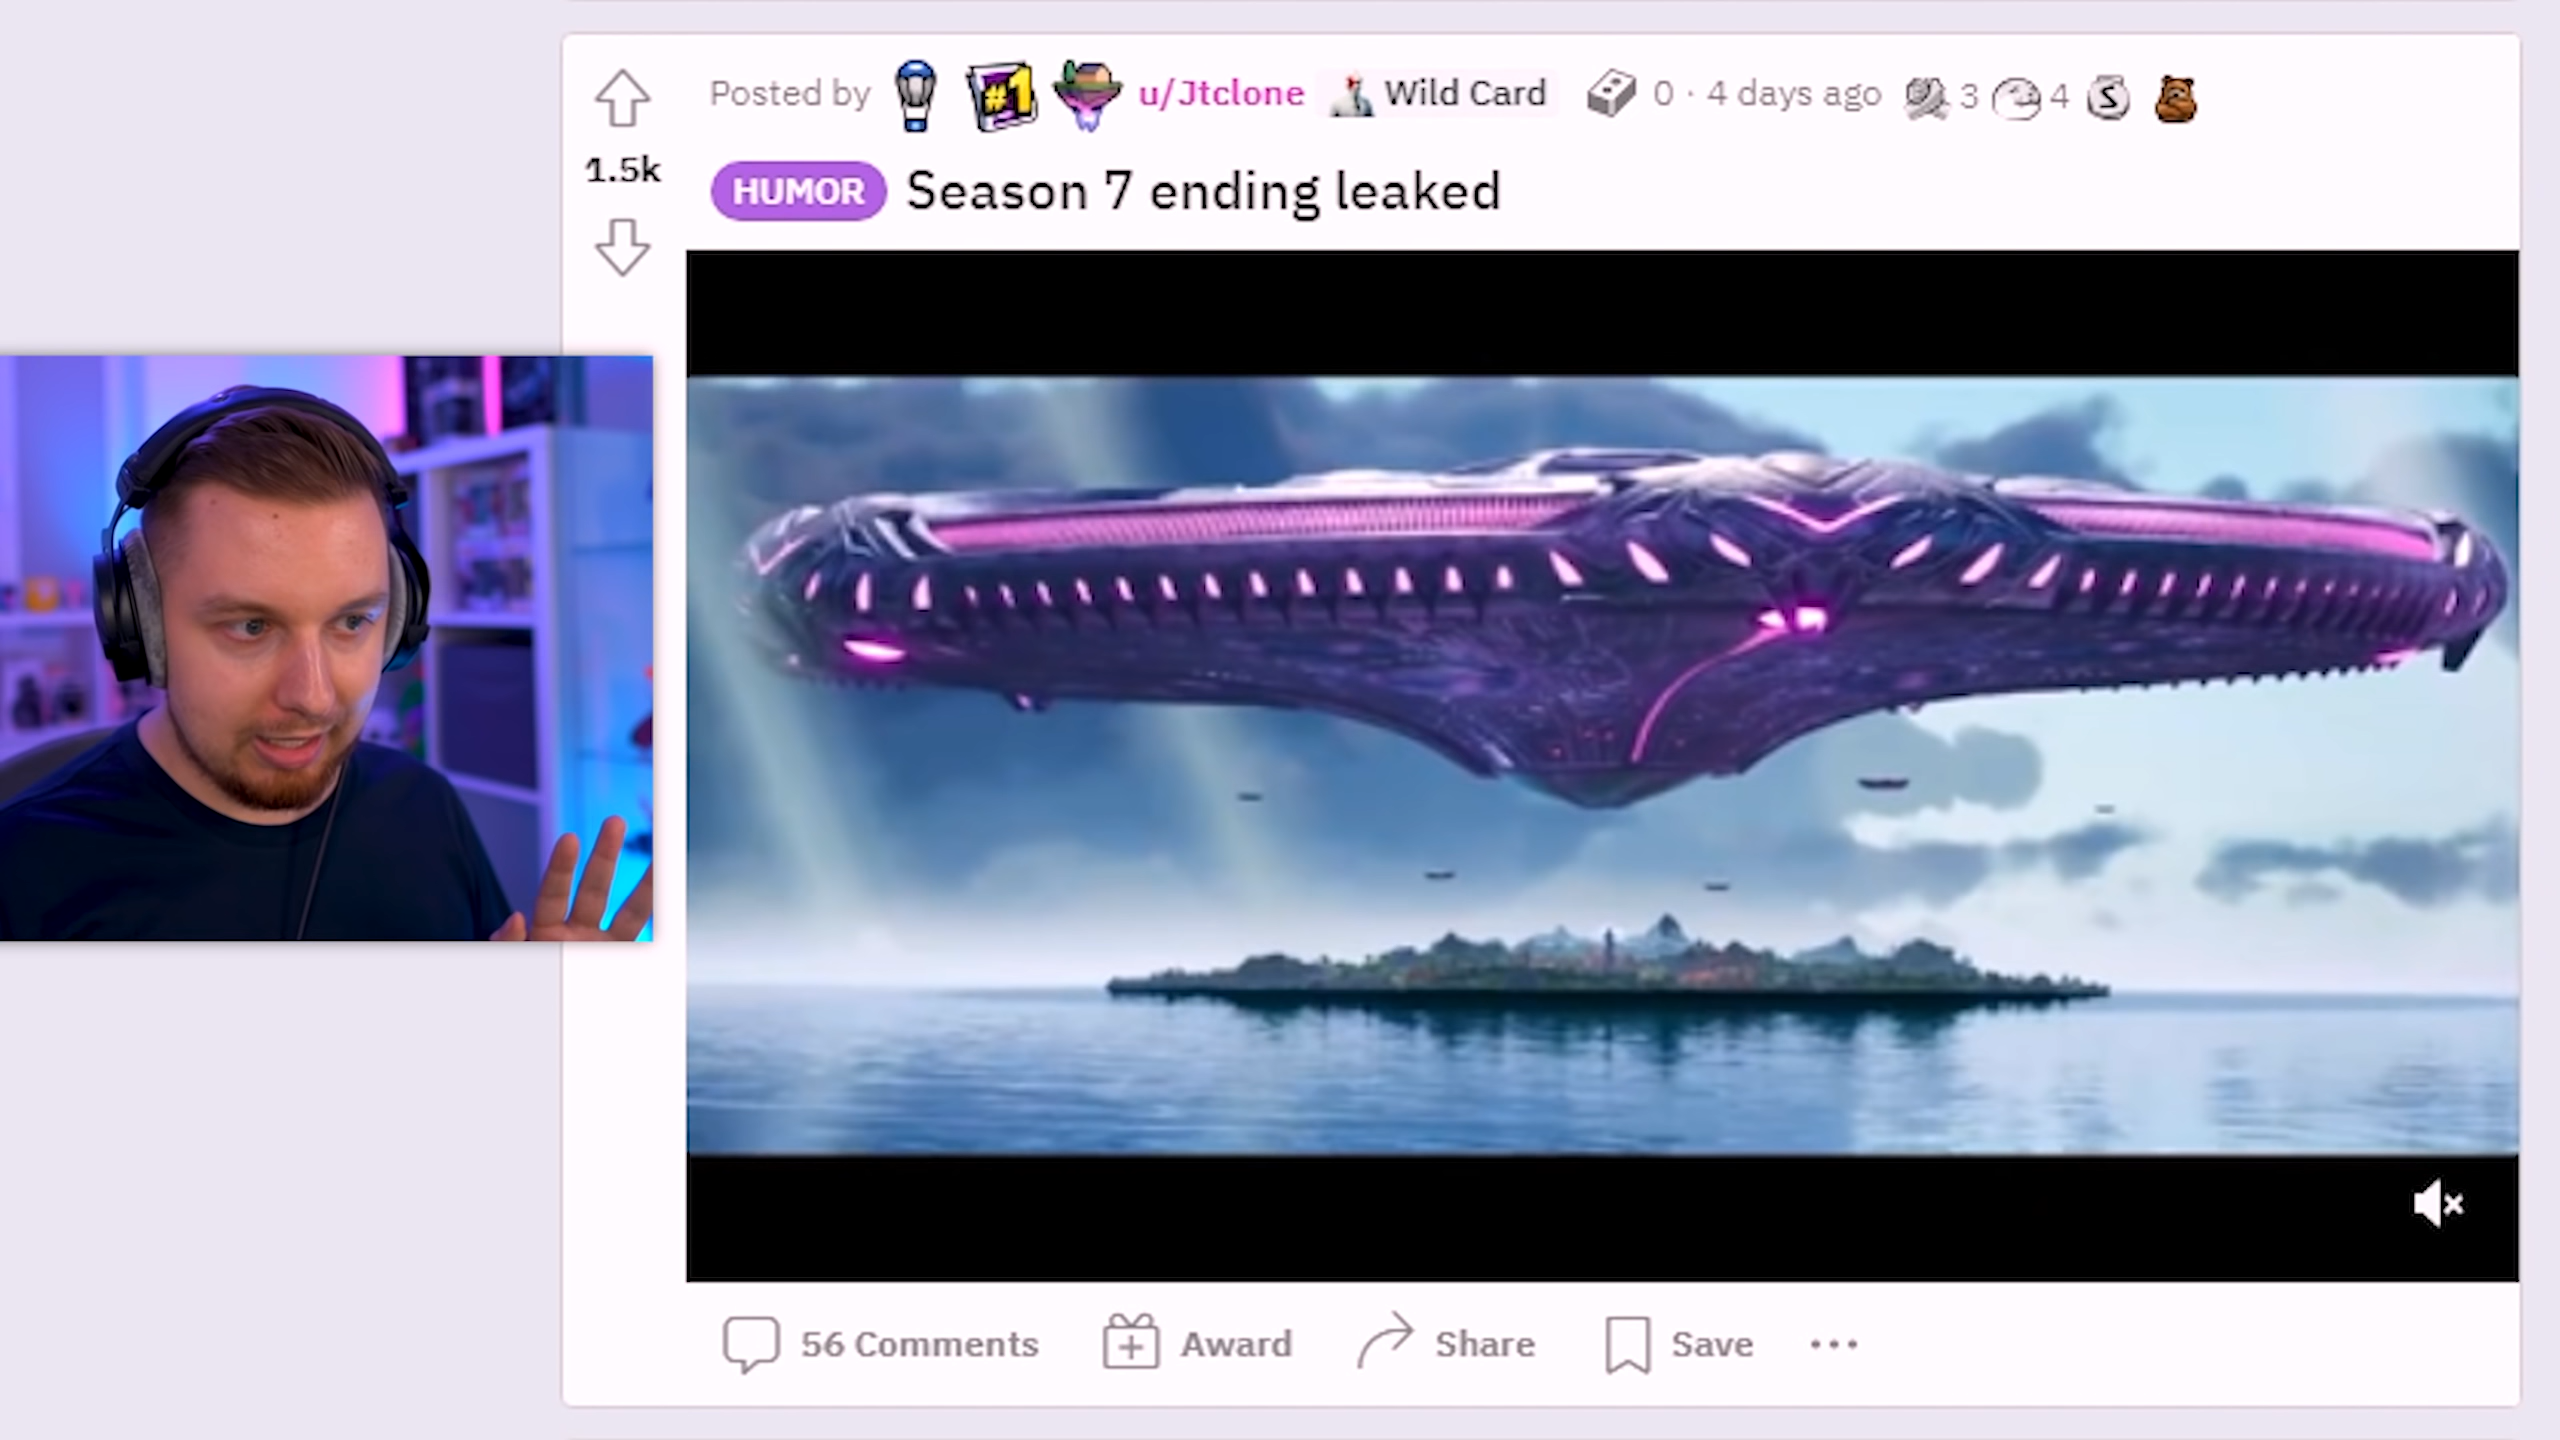 Posted by #1 u/Jtclone Wild Card 0 · 4 days ago 3 4 S
1.5k
HUMOR Season 7 ending leaked
56 Comments Award Share Save ...